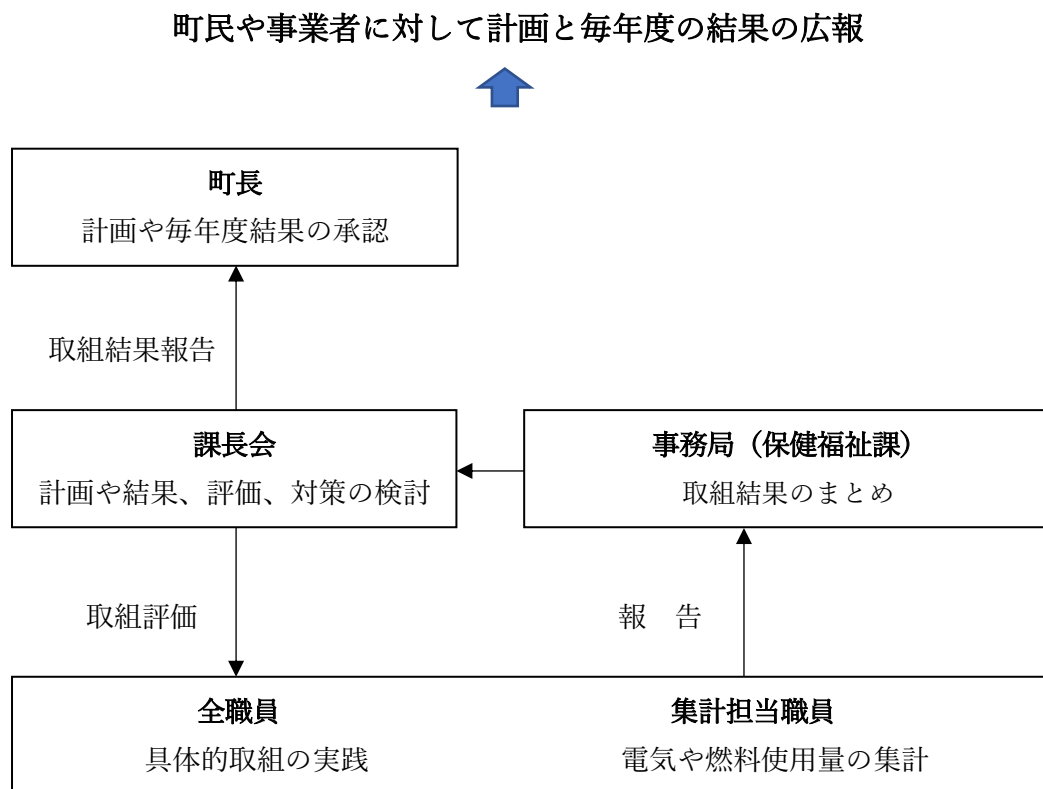 町民や事業者に対して計画と毎年度の結果の広報
町長
計画や毎年度結果の承認
取組結果報告
課長会
計画や結果、評価、対策の検討
事務局（保健福祉課）
取組結果のまとめ
取組評価
報　告
全職員
具体的取組の実践
集計担当職員
電気や燃料使用量の集計